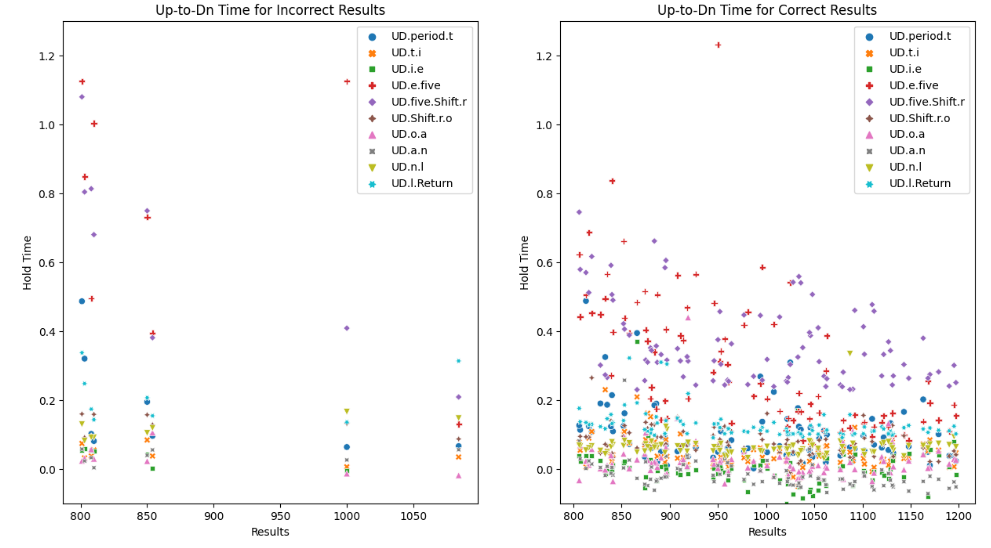 Up-to-Dn Time for Incorrect Results
Hold Time
1.2
1.0
0.8
0.6
0.4
0.2
0.0
UD.period.t
UD.t.i
UD.i.e
UD.e.five
UD.five.Shift.r
UD.Shift.r.o
UD.o.a
UD.a.n
UD.n.l
UD.l.Return
800 850 900 950 1000 1050
Results
Up-to-Dn Time for Correct Results
Hold Time
1.2
1.0
0.8
0.6
0.4
0.2
0.0
UD.period.t
UD.t.i
UD.i.e
UD.e.five
UD.five.Shift.r
UD.Shift.r.o
UD.o.a
UD.a.n
UD.n.l
UD.l.Return
800 850 900 950 1000 1050 1100 1150 1200
Results